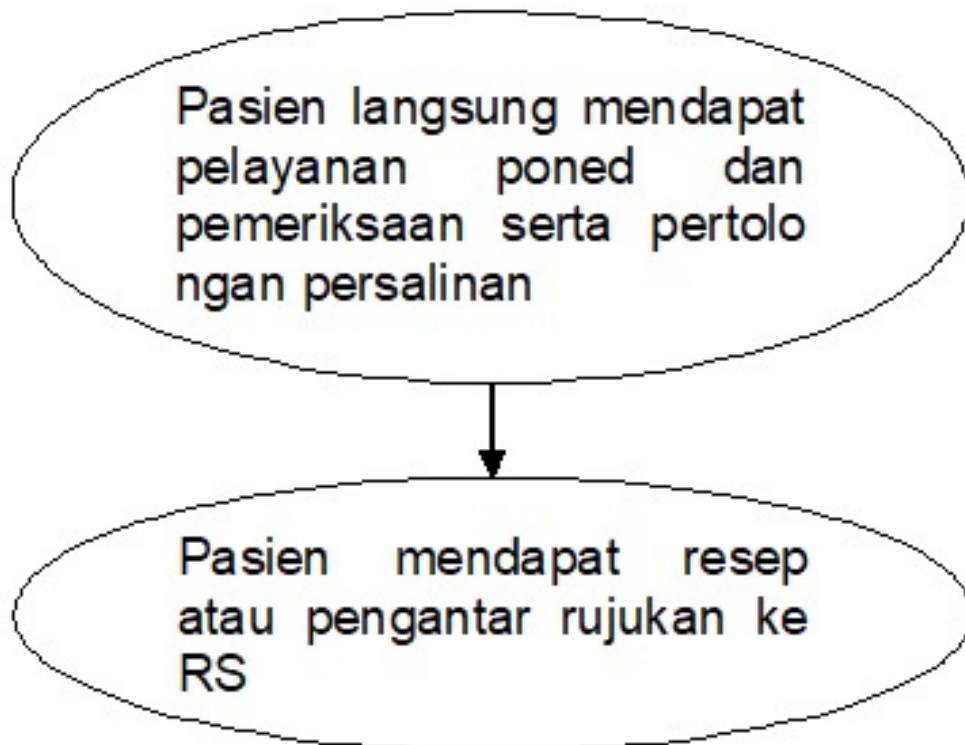 Pasien langsung mendapat
pelayanan poned dan
pemeriksaan serta pertolo
ngan persalinan
Pasien mendapat resep
atau pengantar rujukan ke
RS